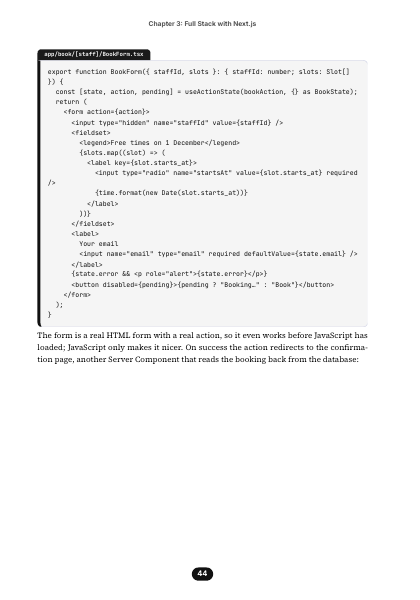 Chapter 3: Full Stack with Next.js
app/book/[staff]/BookForm.tsx
export function BookForm({ staffId, slots }: { staffId: number; slots: Slot[]
}) {
  const [state, action, pending] = useActionState(bookAction, {} as BookState);
  return (
    <form action={action}>
      <input type="hidden" name="staffId" value={staffId} />
      <fieldset>
        <legend>Free times on 1 December</legend>
        {slots.map((slot) => (
          <label key={slot.starts_at}>
            <input type="radio" name="startsAt" value={slot.starts_at} required
/>
            {time.format(new Date(slot.starts_at))}
          </label>
        ))}
      </fieldset>
      <label>
        Your email
        <input name="email" type="email" required defaultValue={state.email} />
      </label>
      {state.error && <p role="alert">{state.error}</p>}
      <button disabled={pending}>{pending ? "Booking…" : "Book"}</button>
    </form>
  );
}
The form is a real HTML form with a real action, so it even works before JavaScript has
loaded; JavaScript only makes it nicer. On success the action redirects to the confirma-
tion page, another Server Component that reads the booking back from the database:
44